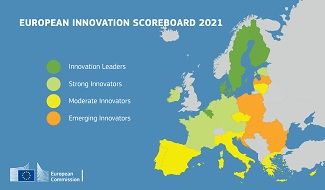 EUROPEAN INNOVATION SCOREBOARD 2021
Innovation Leaders
Strong Innovators
Moderate Innovators
Emerging Innovators
European
Commission